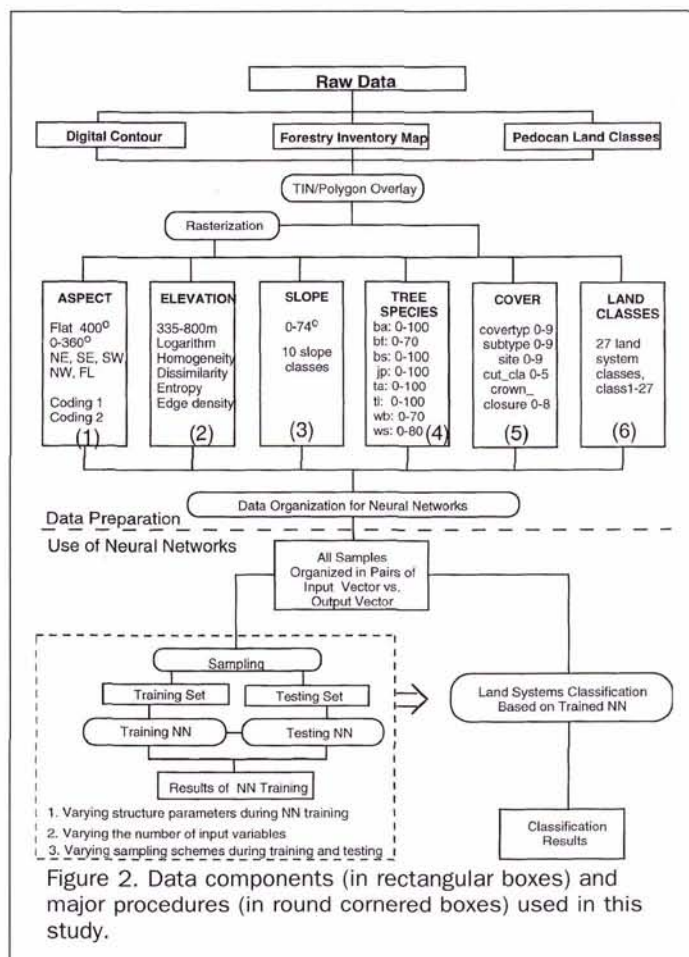 Raw Data
Digital Contour
Forestry Inventory Map
Pedocan Land Classes
TIN/Polygon Overlay
Rasterization
ASPECT
Flat 400°
0-360°
NE, SE, SW
NW, FL
Coding 1
Coding 2
(1)
ELEVATION
335-800m
Logarithm
Homogeneity
Dissimilarity
Entropy
Edge density
(2)
SLOPE
0-74°
10 slope
classes
(3)
TREE
SPECIES
ba: 0-100
bf: 0-70
bs: 0-100
jp: 0-100
ta: 0-100
tl: 0-100
wb: 0-70
ws: 0-80
(4)
COVER
covertyp 0-9
subtype 0-9
site 0-9
cut_cla 0-5
crown_
closure 0-8
(5)
LAND
CLASSES
27 land
system
classes,
class1-27
(6)
Data Organization for Neural Networks
Data Preparation
Use of Neural Networks
All Samples
Organized in Pairs of
Input Vector vs.
Output Vector
Sampling
Training Set
Testing Set
Training NN
Testing NN
Results of NN Training
1. Varying structure parameters during NN training
2. Varying the number of input variables
3. Varying sampling schemes during training and testing
Land Systems Classification
Based on Trained NN
Classification
Results
Figure 2. Data components (in rectangular boxes) and
major procedures (in round cornered boxes) used in this
study.